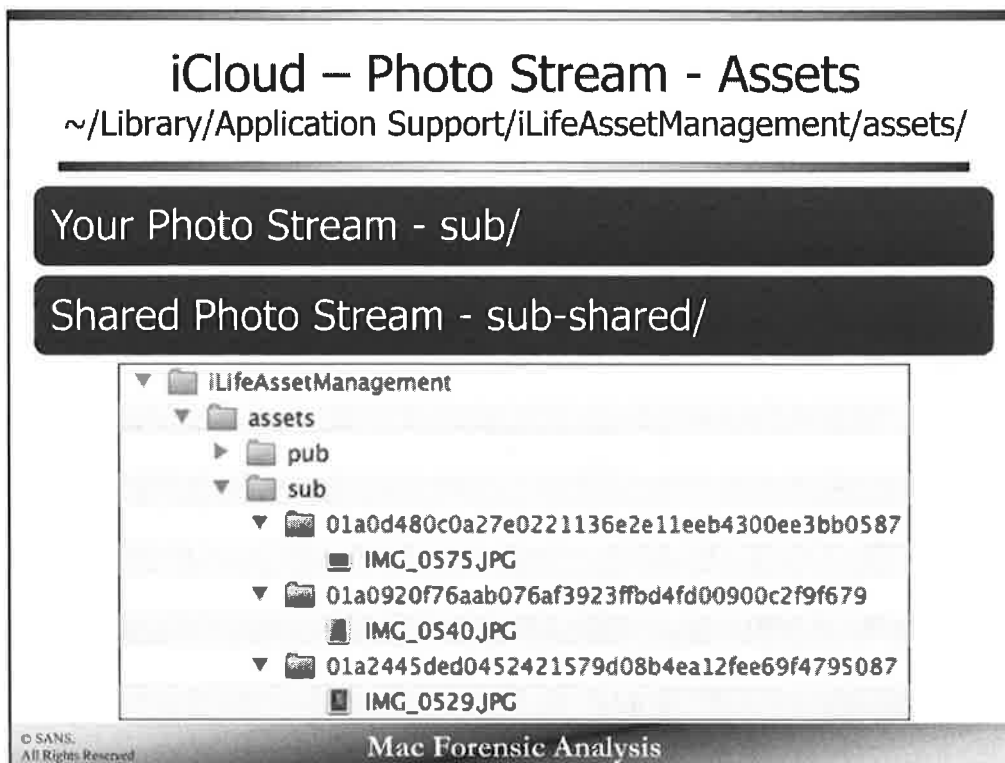 iCloud – Photo Stream - Assets
~/Library/Application Support/iLifeAssetManagement/assets/
Your Photo Stream - sub/
Shared Photo Stream - sub-shared/
iLifeAssetManagement
assets
pub
sub
01a0d480c0a27e0221136e2e11eeb4300ee3bb0587
IMG_0575.JPG
01a0920f76aab076af3923ffbd4fd00900c2f9f679
IMG_0540.JPG
01a2445ded0452421579d08b4ea12fee69f4795087
IMG_0529.JPG
© SANS.
All Rights Reserved
Mac Forensic Analysis